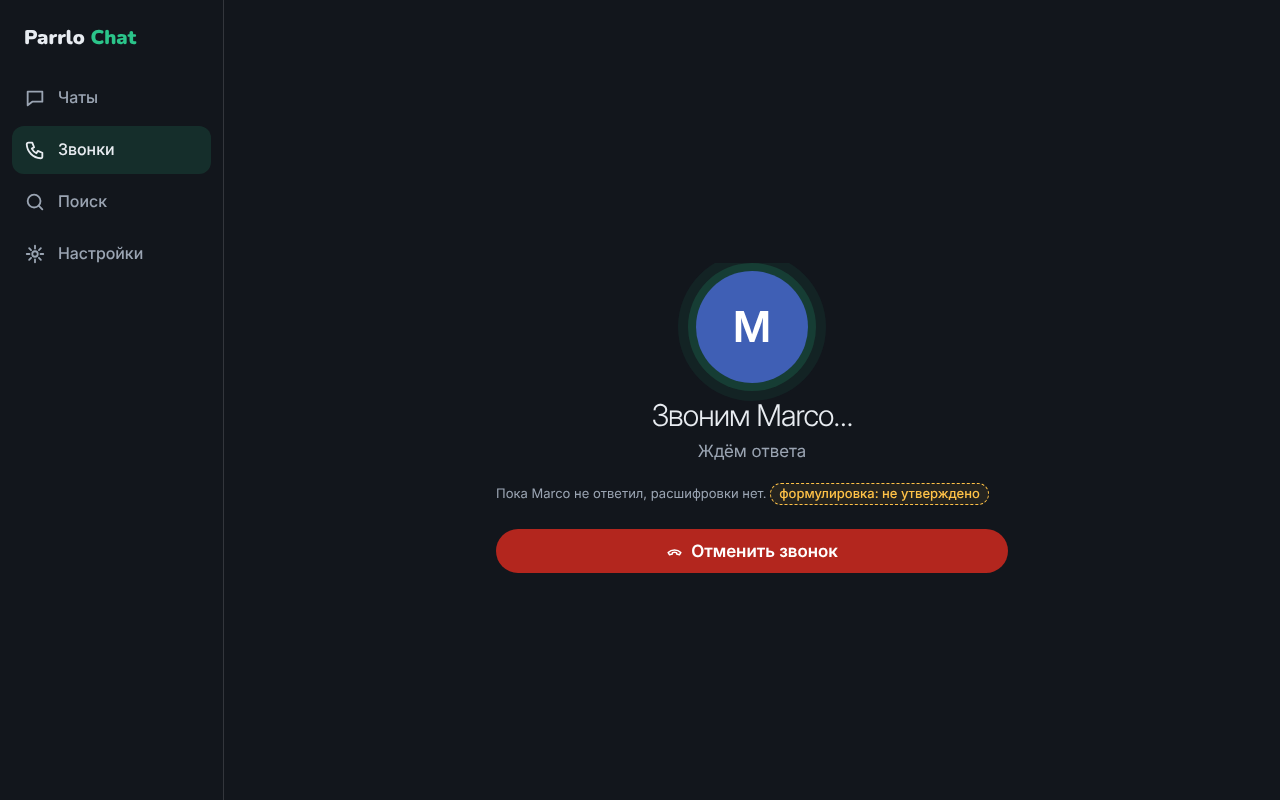 Parrlo Chat
Чаты
Звонки
Поиск
Настройки
M
Звоним Marco…
Ждём ответа
Пока Marco не ответил, расшифровки нет. формулировка: не утверждено
Отменить звонок